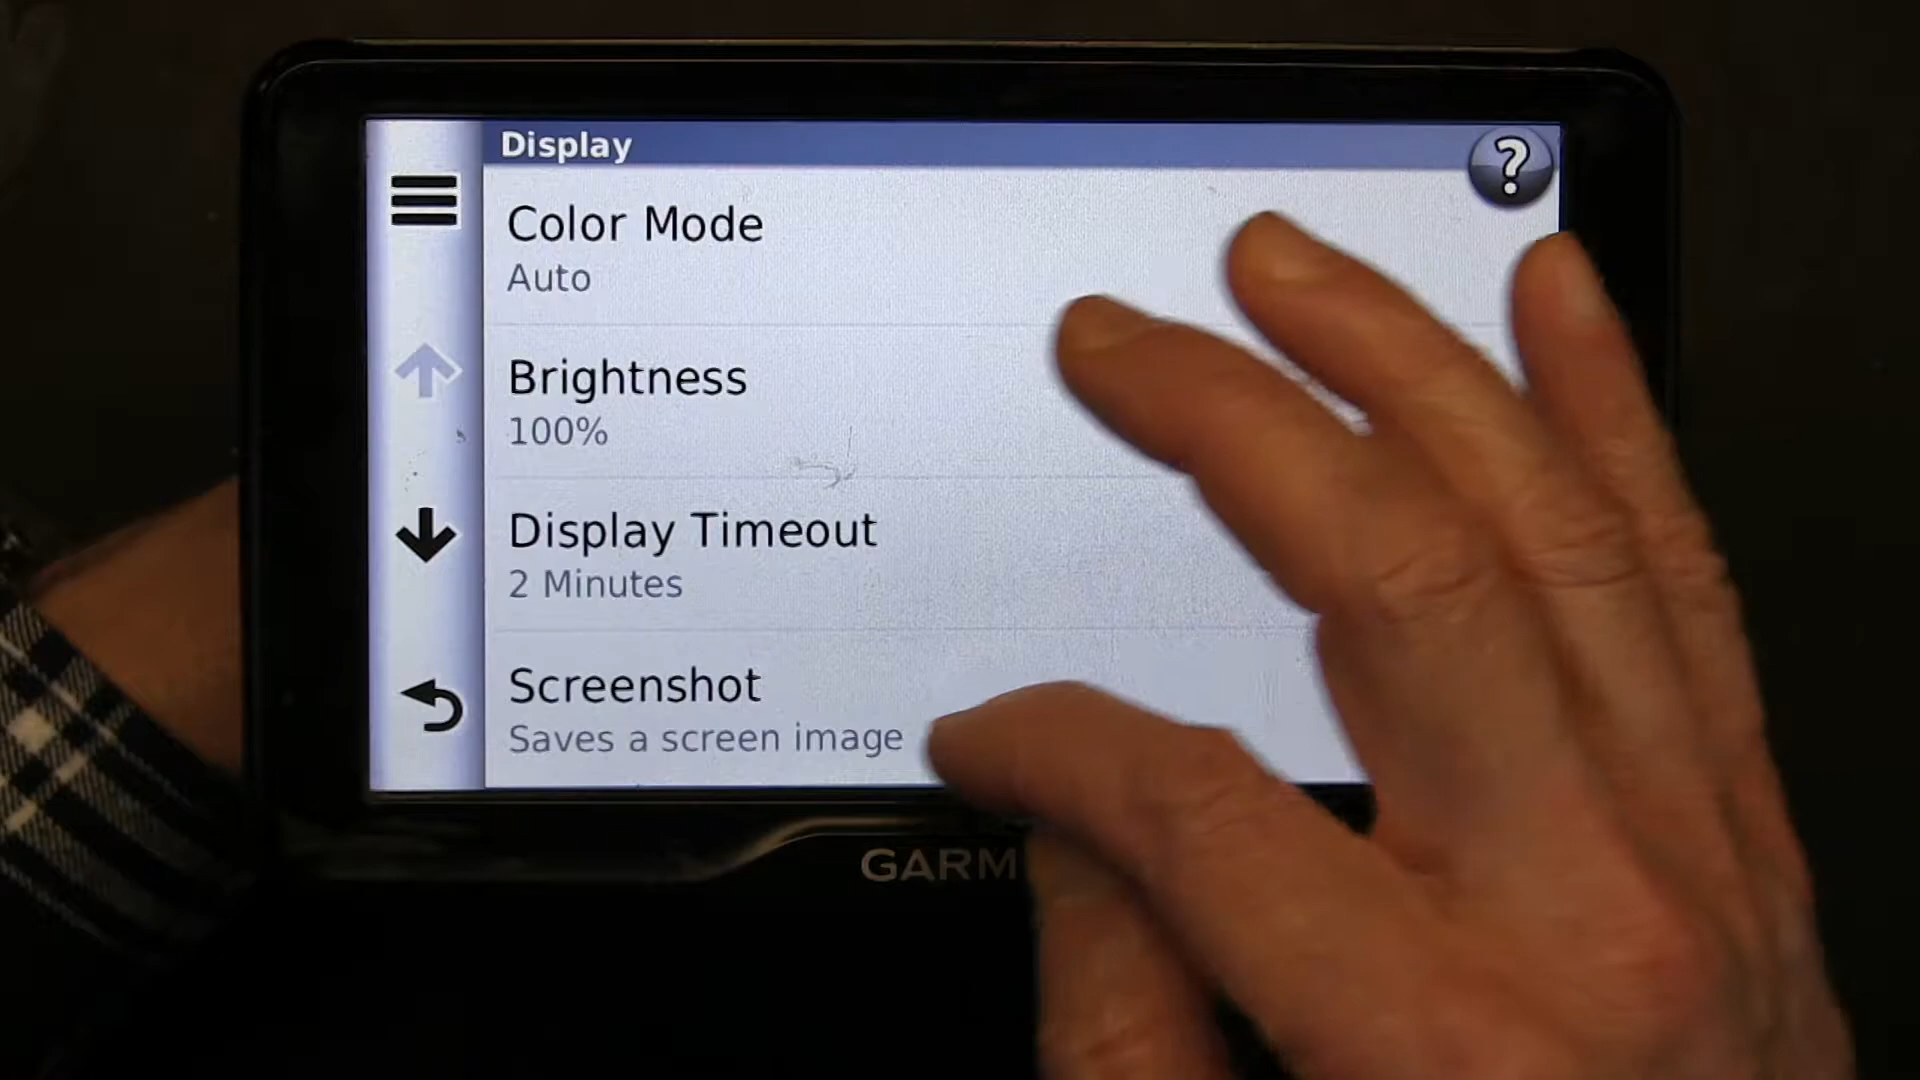 Display
?
Color Mode
Auto
Brightness
100%
Display Timeout
2 Minutes
Screenshot
Saves a screen image
GARM